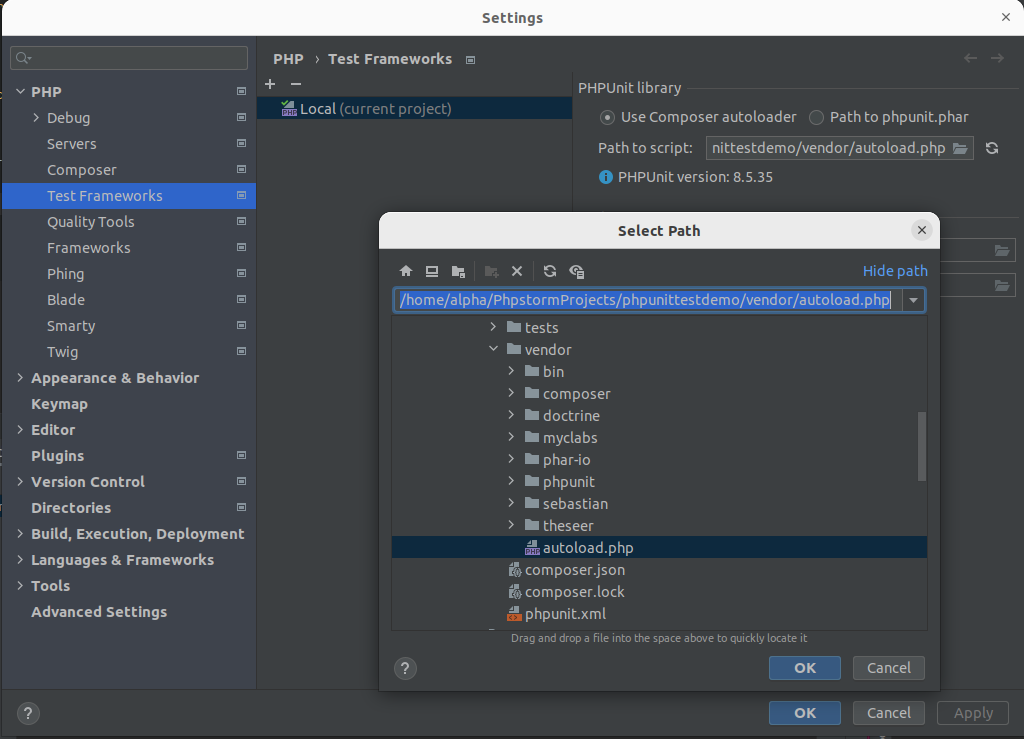 Settings
PHP › Test Frameworks
PHP
Debug
Servers
Composer
Test Frameworks
Quality Tools
Frameworks
Phing
Blade
Smarty
Twig
Appearance & Behavior
Keymap
Editor
Plugins
Version Control
Directories
Build, Execution, Deployment
Languages & Frameworks
Tools
Advanced Settings
Local (current project)
PHPUnit library
Use Composer autoloader
Path to phpunit.phar
Path to script: nittestdemo/vendor/autoload.php
PHPUnit version: 8.5.35
Select Path
Hide path
/home/alpha/PhpstormProjects/phpunittestdemo/vendor/autoload.php
tests
vendor
bin
composer
doctrine
myclabs
phar-io
phpunit
sebastian
theseer
autoload.php
composer.json
composer.lock
phpunit.xml
Drag and drop a file into the space above to quickly locate it
? OK Cancel
? OK Cancel Apply